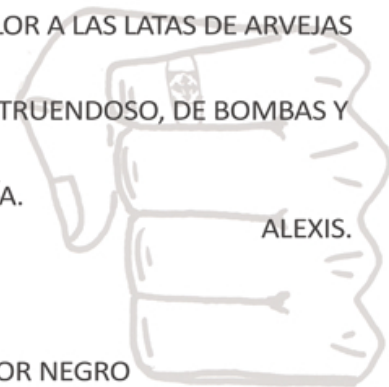 LOR A LAS LATAS DE ARVEJAS
TRUENDOSO, DE BOMBAS Y
A.
ALEXIS.
OR NEGRO